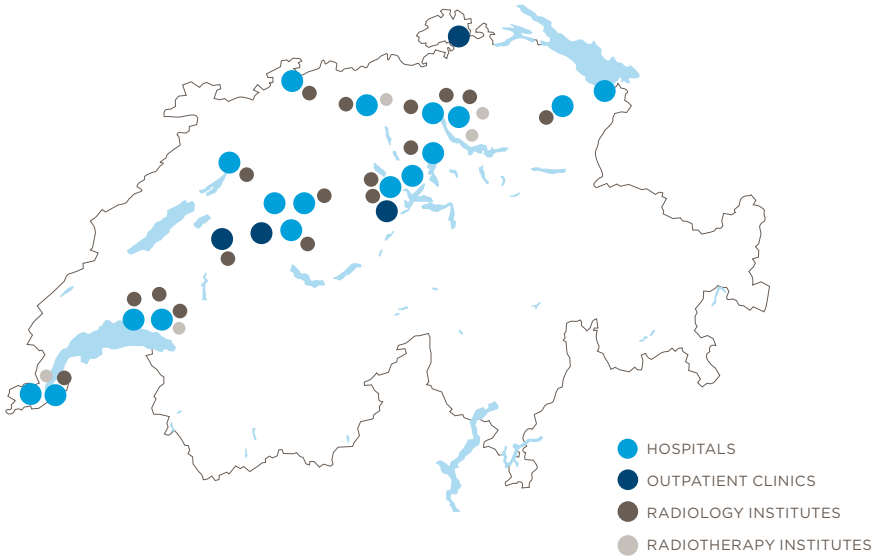 HOSPITALS
OUTPATIENT CLINICS
RADIOLOGY INSTITUTES
RADIOTHERAPY INSTITUTES